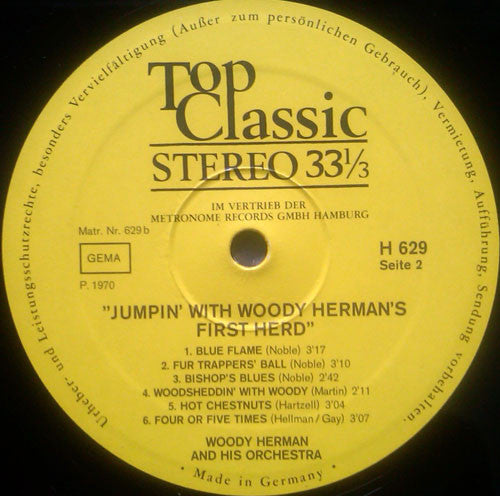 Urheber- und Leistungsschutzrechte, besonders Vervielfältigung (Außer zum persönlichen Gebrauch), Vermietung, Aufführung, Sendung vorbehalten.
Top
Classic
STEREO 33⅓
IM VERTRIEB DER
METRONOME RECORDS GMBH HAMBURG
Matr. Nr. 629 b
GEMA
P. 1970
H 629
Seite 2
"JUMPIN' WITH WOODY HERMAN'S
FIRST HERD"
1. BLUE FLAME (Noble) 3'17
2. FUR TRAPPERS' BALL (Noble) 3'10
3. BISHOP'S BLUES (Noble) 2'42
4. WOODSHEDDIN' WITH WOODY (Martin) 2'11
5. HOT CHESTNUTS (Hartzell) 3'04
6. FOUR OR FIVE TIMES (Hellman/Gay) 3'07
WOODY HERMAN
AND HIS ORCHESTRA
• Made in Germany •